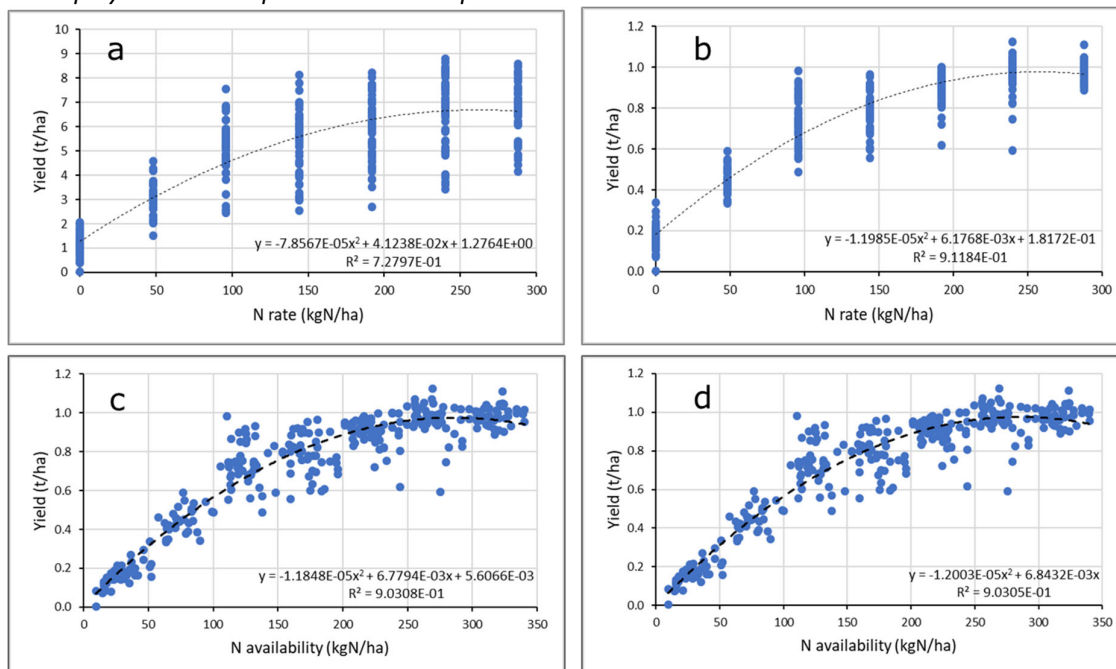 a
Yield (t/ha)
10
9
8
7
6
5
4
3
2
1
0
y = -7.8567E-05x² + 4.1238E-02x + 1.2764E+00
R² = 7.2797E-01
0 50 100 150 200 250 300
N rate (kgN/ha)
b
Yield (t/ha)
1.2
1.0
0.8
0.6
0.4
0.2
0.0
y = -1.1985E-05x² + 6.1768E-03x + 1.8172E-01
R² = 9.1184E-01
0 50 100 150 200 250 300
N rate (kgN/ha)
c
Yield (t/ha)
1.2
1.0
0.8
0.6
0.4
0.2
0.0
y = -1.1848E-05x² + 6.7794E-03x + 5.6066E-03
R² = 9.0308E-01
0 50 100 150 200 250 300 350
N availability (kgN/ha)
d
Yield (t/ha)
1.2
1.0
0.8
0.6
0.4
0.2
0.0
y = -1.2003E-05x² + 6.8432E-03x
R² = 9.0305E-01
0 50 100 150 200 250 300 350
N availability (kgN/ha)